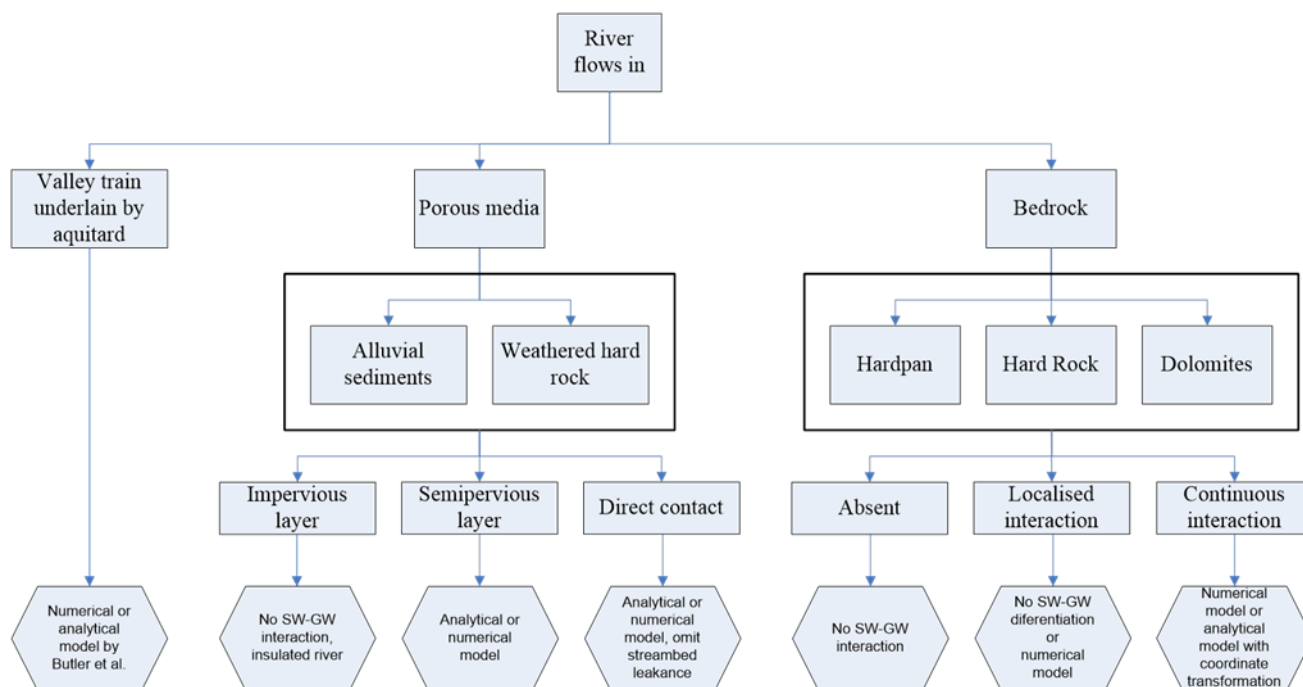 River
flows in
Valley train
underlain by
aquitard
Porous media
Bedrock
Alluvial
sediments
Weathered hard
rock
Hardpan
Hard Rock
Dolomites
Impervious
layer
Semipervious
layer
Direct contact
Absent
Localised
interaction
Continuous
interaction
Numerical or
analytical
model by
Butler et al.
No SW-GW
interaction,
insulated river
Analytical or
numerical
model
Analytical or
numerical
model, omit
streambed
leakance
No SW-GW
interaction
No SW-GW
diferentiation
or
numerical
model
Numerical
model or
analytical
model with
coordinate
transformation